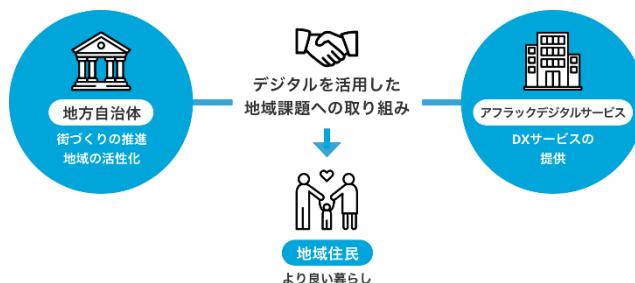 地方自治体
街づくりの推進
地域の活性化
デジタルを活用した
地域課題への取り組み
アフラックデジタルサービス
DXサービスの
提供
地域住民
より良い暮らし